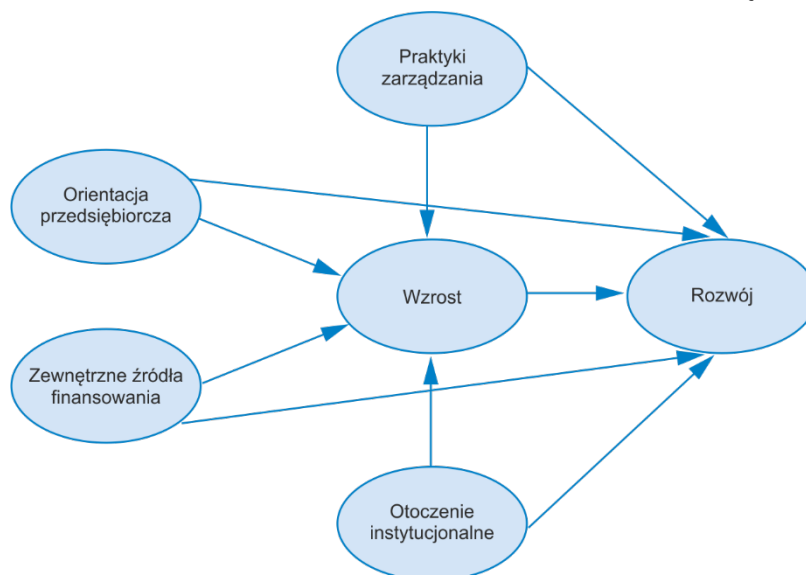 Praktyki
zarządzania
Orientacja
przedsiębiorcza
Wzrost
Rozwój
Zewnętrzne źródła
finansowania
Otoczenie
instytucjonalne